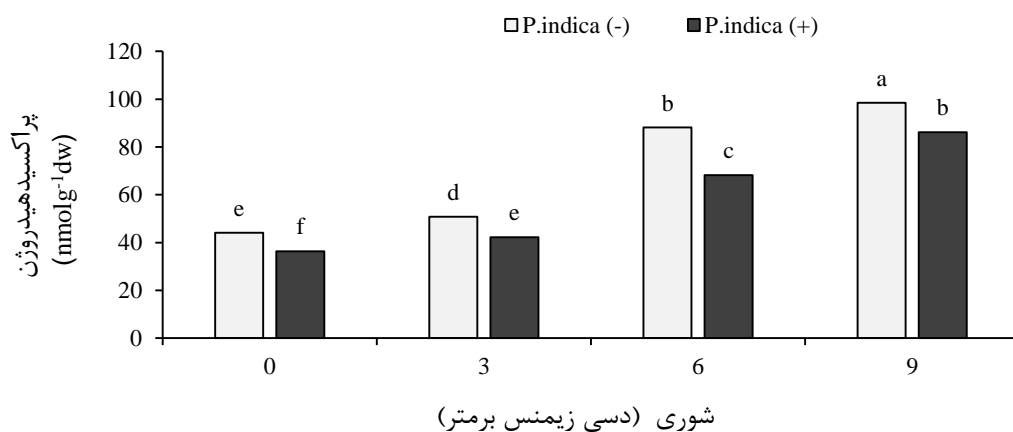 P.indica (-) P.indica (+)
120
100
80
60
40
20
0
پراکسیدهیدروژن
(nmolg⁻¹dw)
e f d e b c a b
0 3 6 9
شوری (دسی زیمنس برمتر)